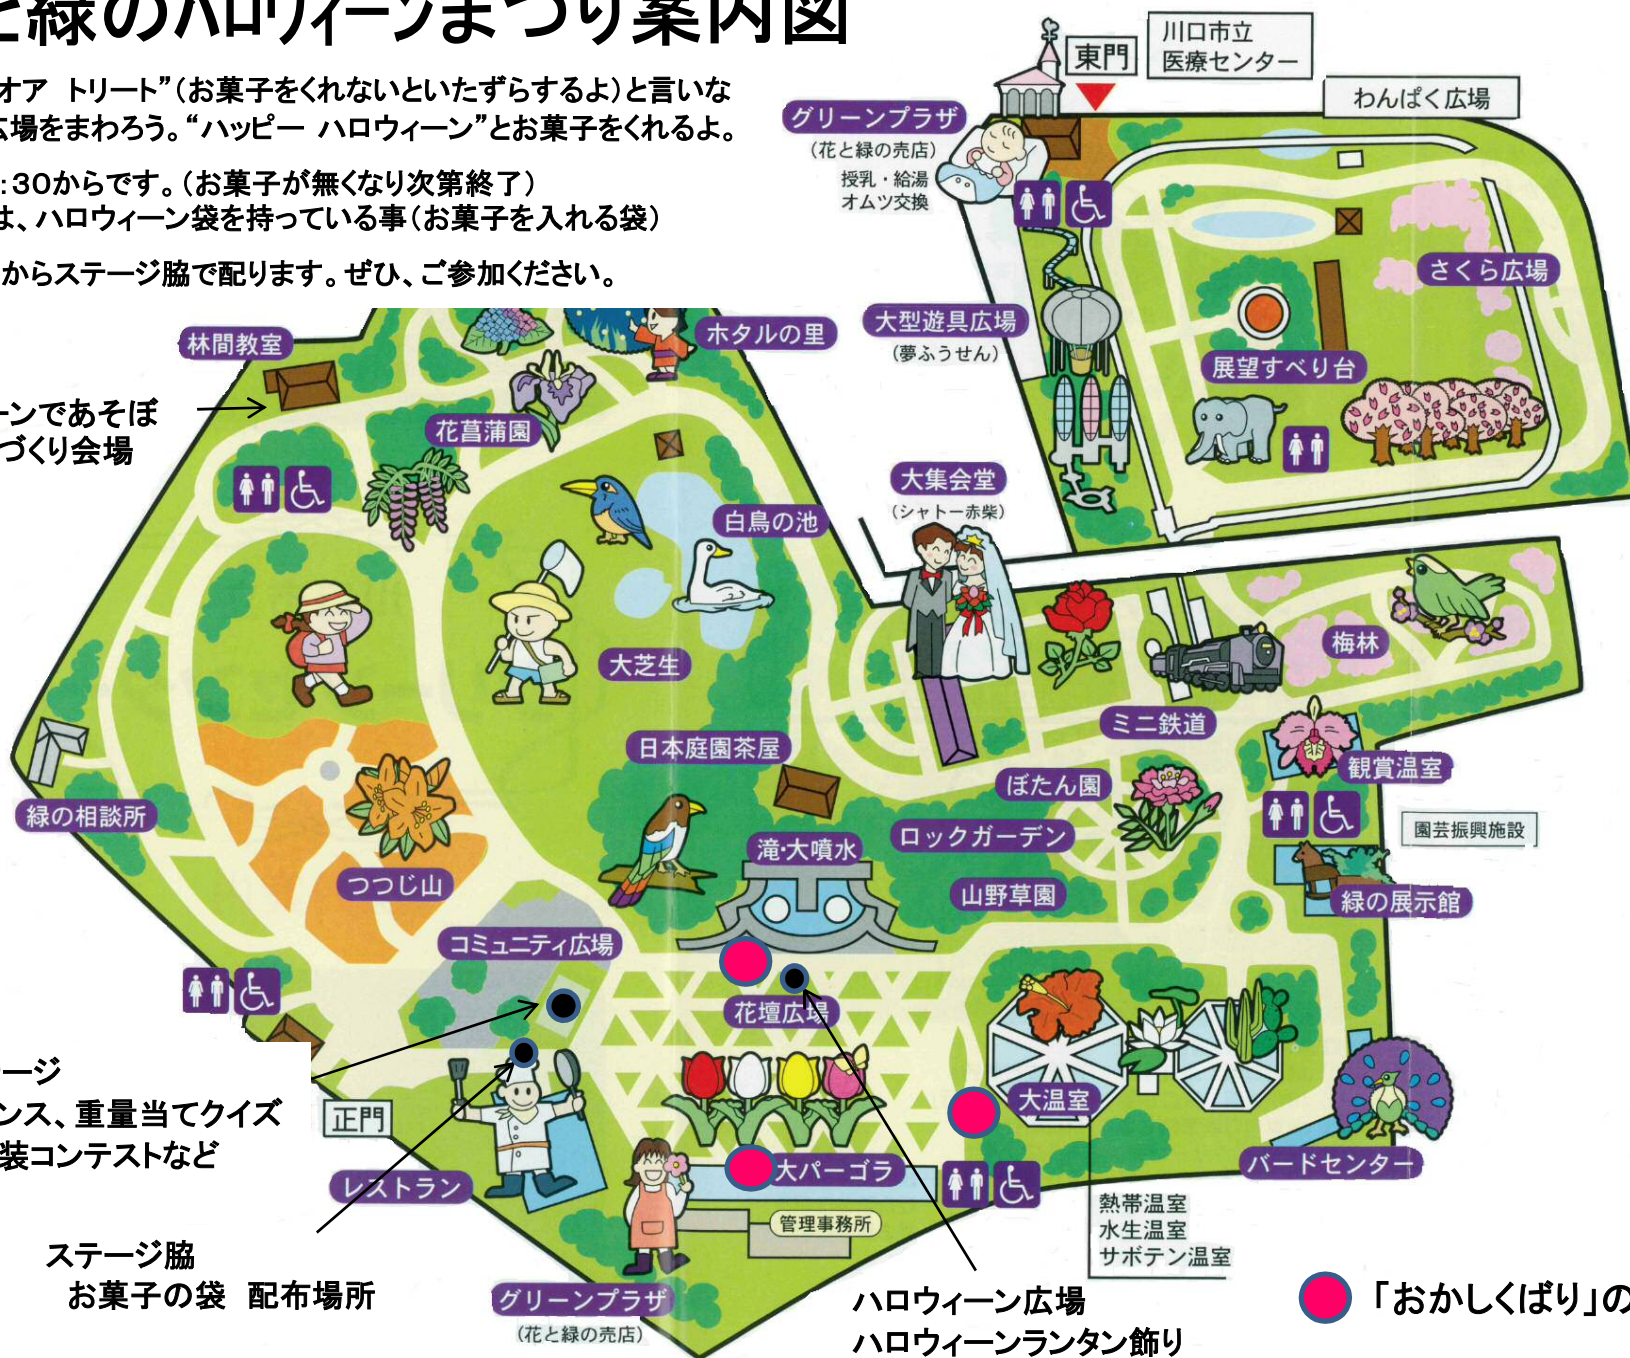 と緑のハロウィーンまつり案内図
オア トリート”（お菓子をくれないといたずらするよ）と言いな
広場をまわろう。“ハッピー ハロウィーン”とお菓子をくれるよ。
：30からです。（お菓子が無くなり次第終了）
は、ハロウィーン袋を持っている事（お菓子を入れる袋）
からステージ脇で配ります。ぜひ、ご参加ください。
東門
川口市立
医療センター
わんぱく広場
グリーンプラザ
（花と緑の売店）
授乳・給湯
オムツ交換
さくら広場
大型遊具広場
（夢ふうせん）
展望すべり台
林間教室
ホタルの里
ーンであそぼ
づくり会場
花菖蒲園
大集会堂
（シャトー赤柴）
白鳥の池
大芝生
梅林
ミニ鉄道
日本庭園茶屋
観賞温室
ぼたん園
緑の相談所
ロックガーデン
園芸振興施設
滝・大噴水
つつじ山
山野草園
緑の展示館
コミュニティ広場
花壇広場
ージ
ンス、重量当てクイズ
装コンテストなど
正門
大温室
レストラン
大パーゴラ
バードセンター
管理事務所
熱帯温室
水生温室
サボテン温室
ステージ脇
お菓子の袋 配布場所
グリーンプラザ
（花と緑の売店）
ハロウィーン広場
ハロウィーンランタン飾り
「おかしくばり」の